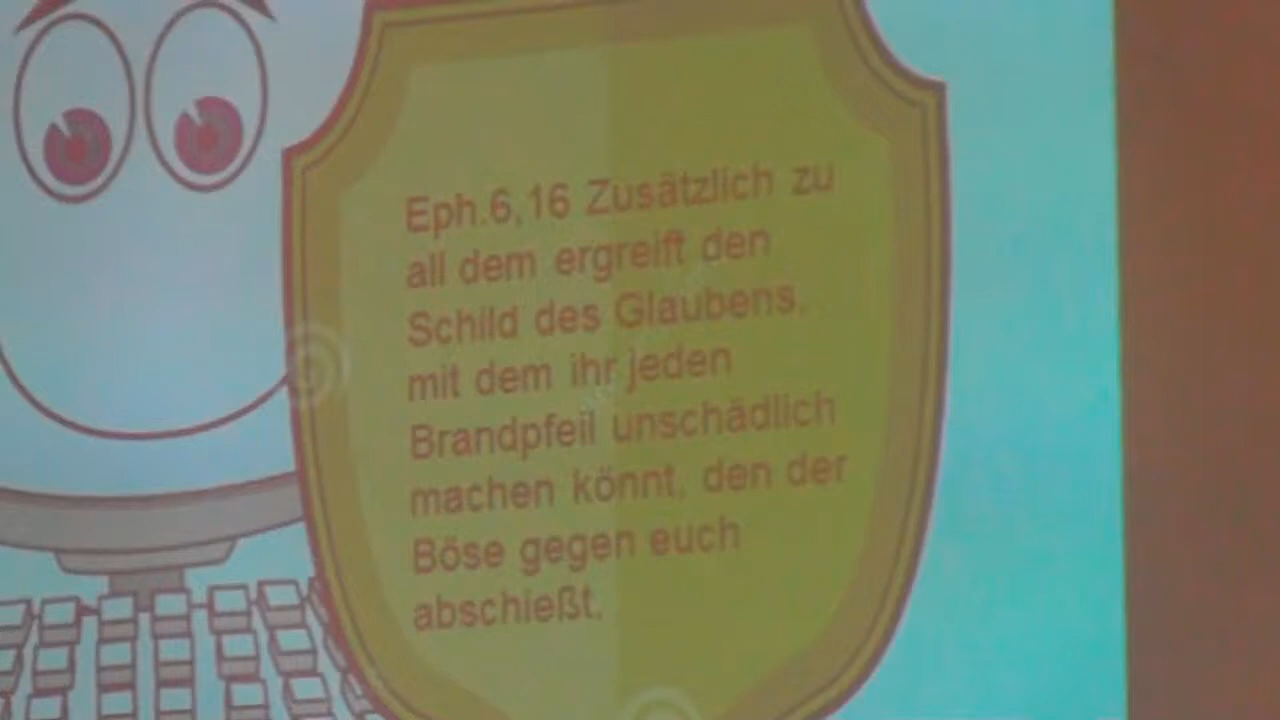 Eph.6,16 Zusätzlich zu
all dem ergreift den
Schild des Glaubens,
mit dem ihr jeden
Brandpfeil unschädlich
machen könnt, den der
Böse gegen euch
abschießt.